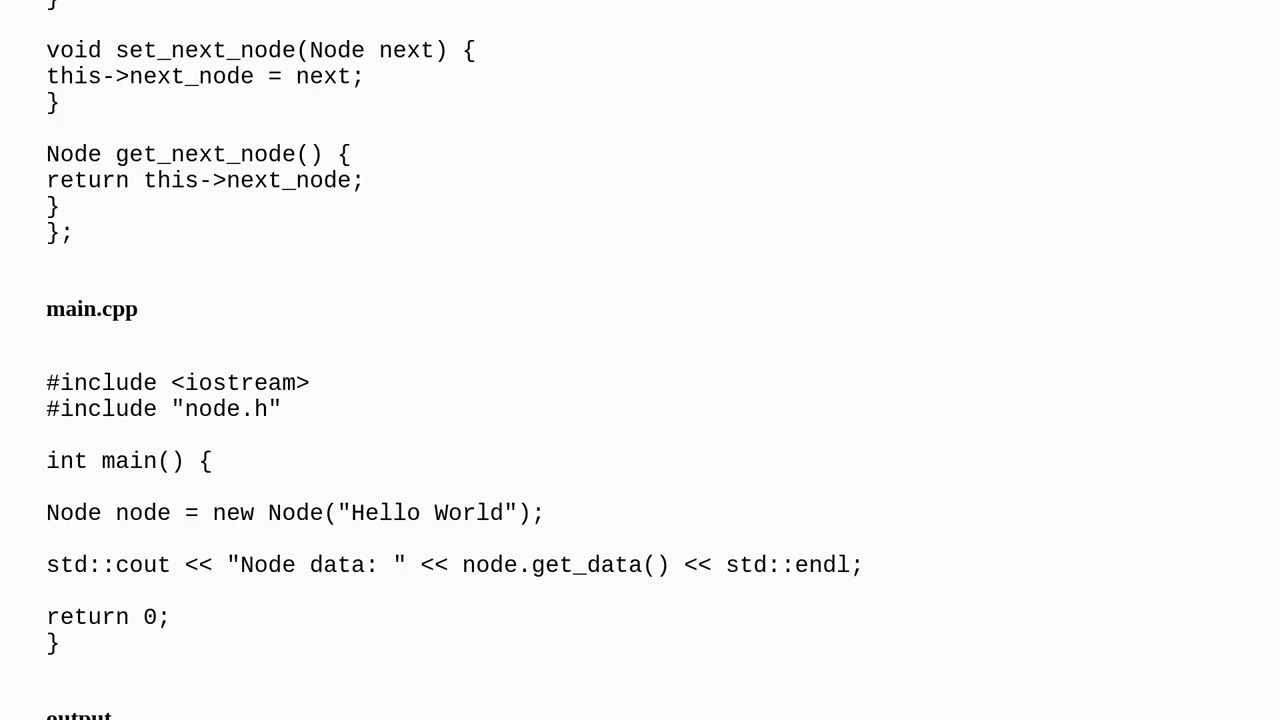 }
void set_next_node(Node next) {
this->next_node = next;
}
Node get_next_node() {
return this->next_node;
}
};
main.cpp
#include <iostream>
#include "node.h"
int main() {
Node node = new Node("Hello World");
std::cout << "Node data: " << node.get_data() << std::endl;
return 0;
}
output